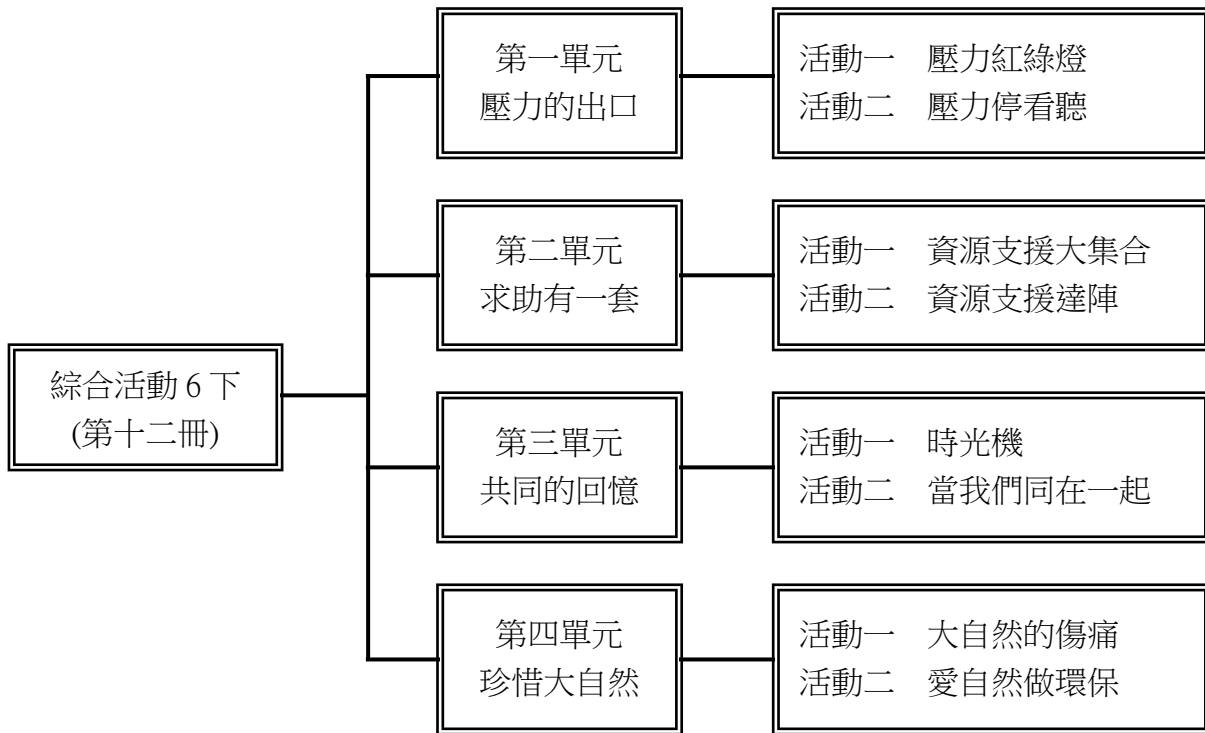 第一單元
壓力的出口
活動一　壓力紅綠燈
活動二　壓力停看聽
第二單元
求助有一套
活動一　資源支援大集合
活動二　資源支援達陣
綜合活動 6 下
(第十二冊)
第三單元
共同的回憶
活動一　時光機
活動二　當我們同在一起
第四單元
珍惜大自然
活動一　大自然的傷痛
活動二　愛自然做環保